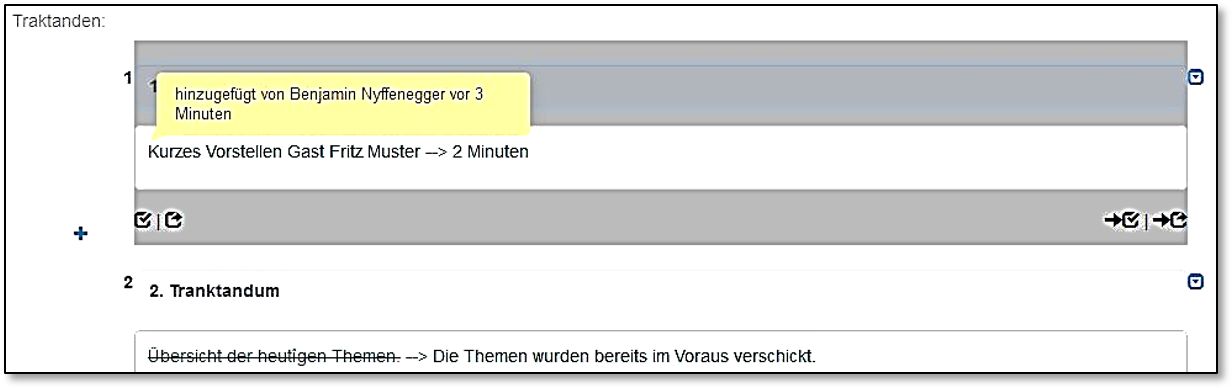 Traktanden:
1
1
hinzugefügt von Benjamin Nyffenegger vor 3
Minuten
Kurzes Vorstellen Gast Fritz Muster --> 2 Minuten
|
|
2
2. Tranktandum
Übersicht der heutigen Themen. --> Die Themen wurden bereits im Voraus verschickt.